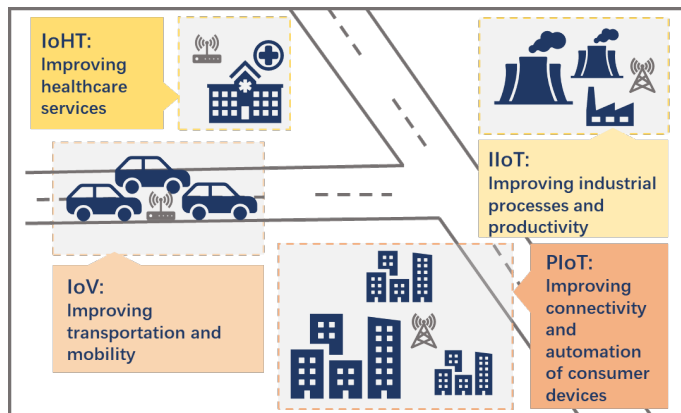 IoHT:
Improving
healthcare
services
IIoT:
Improving industrial
processes and
productivity
IoV:
Improving
transportation and
mobility
PIoT:
Improving
connectivity
and
automation
of consumer
devices